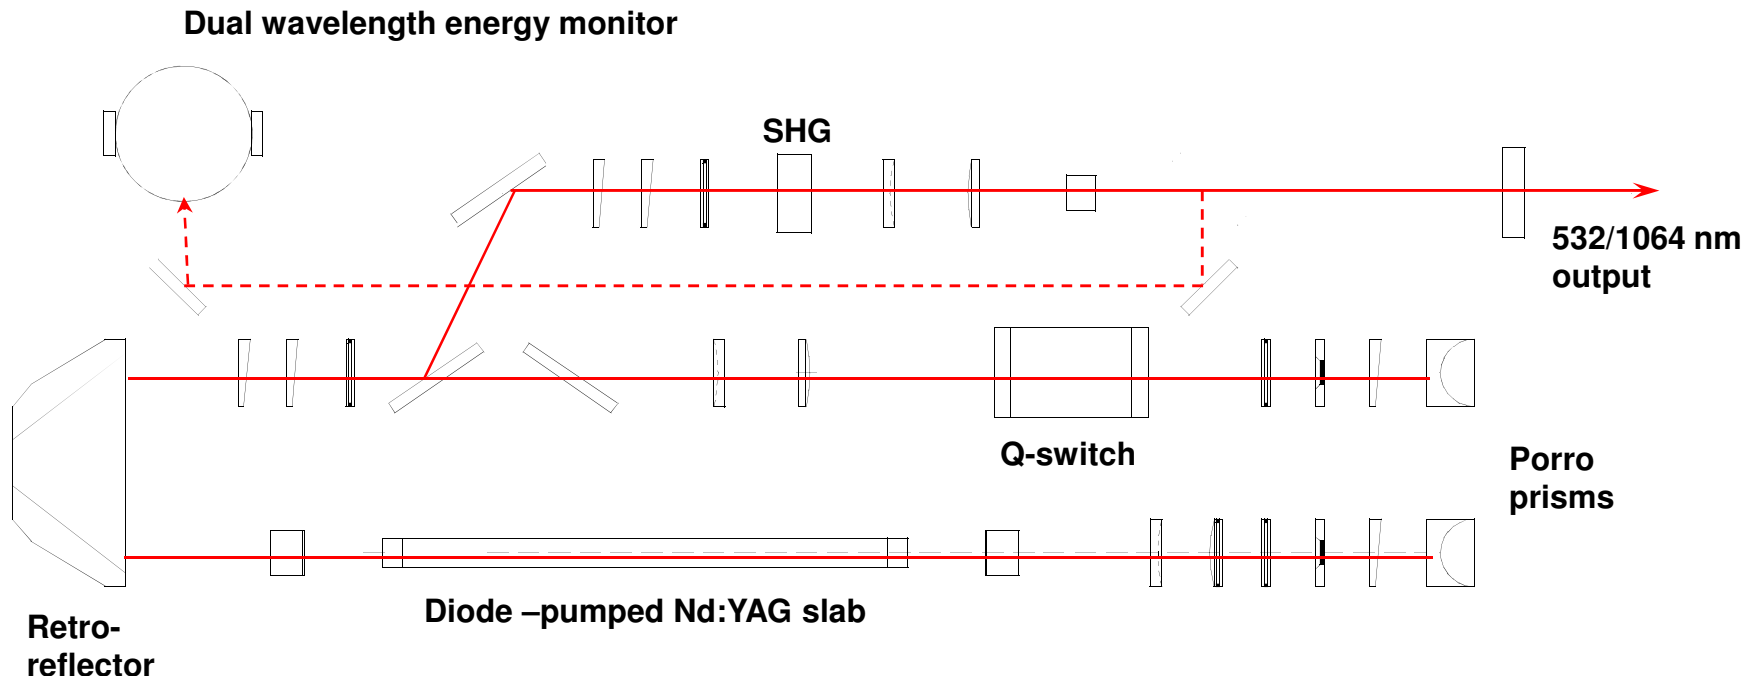 Dual wavelength energy monitor
SHG
532/1064 nm
output
Q-switch
Porro
prisms
Diode –pumped Nd:YAG slab
Retro-
reflector